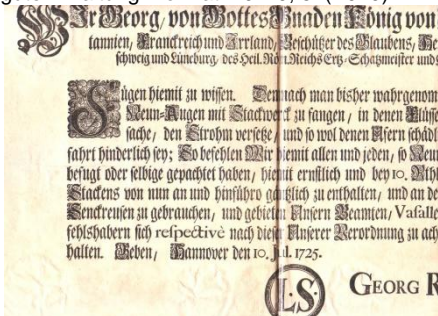 Wir Georg, von Gottes Gnaden König von
tannien, Franckreich und Irrland, Beschützer des Glaubens, He
schweig und Lüneburg, des Heil. Röm. Reichs Ertz-Schatzmeister und
Fügen hiemit zu wissen. Demnach man bisher wahrgenom
Neun-Augen mit Stackwerck zu fangen, in denen Flüsse
sache, den Strohm versetze, und so wol denen Ufern schädl
fahrt hinderlich sey; So befehlen Wir hiemit allen und jeden, so Neun
befugt oder selbige gepachtet haben, hiemit ernstlich und bey 10. Rthl
Stackens von nun an und hinführo gäntzlich zu enthalten, und an de
Senckreusen zu gebrauchen, und gebieten Unsern Beamten, Vasalle
fehlshabern sich respectivè nach dieser Unserer Verordnung zu ach
halten. Geben, Hannover den 10. Jul. 1725.
L.S
GEORG R